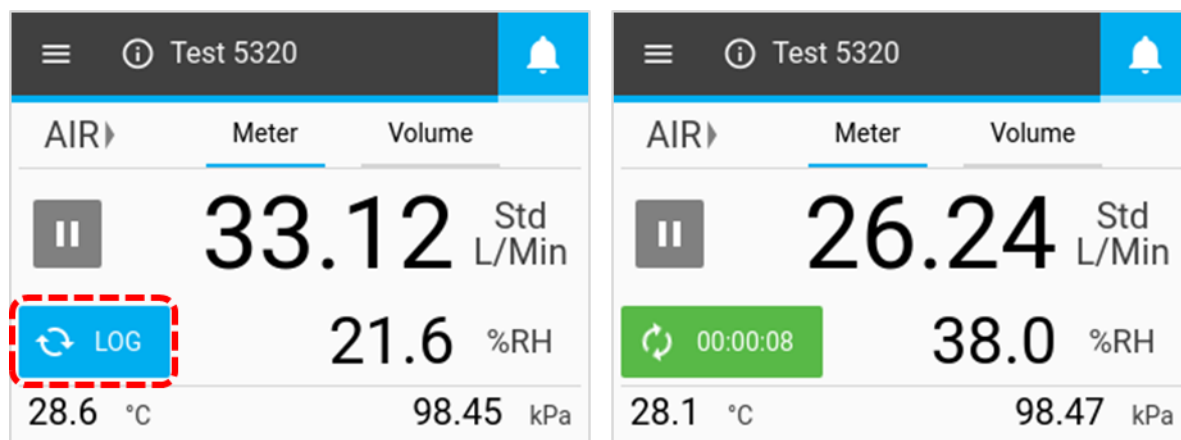 Test 5320
AIR Meter Volume
33.12 Std L/Min
LOG 21.6 %RH
28.6 °C 98.45 kPa
Test 5320
AIR Meter Volume
26.24 Std L/Min
00:00:08 38.0 %RH
28.1 °C 98.47 kPa